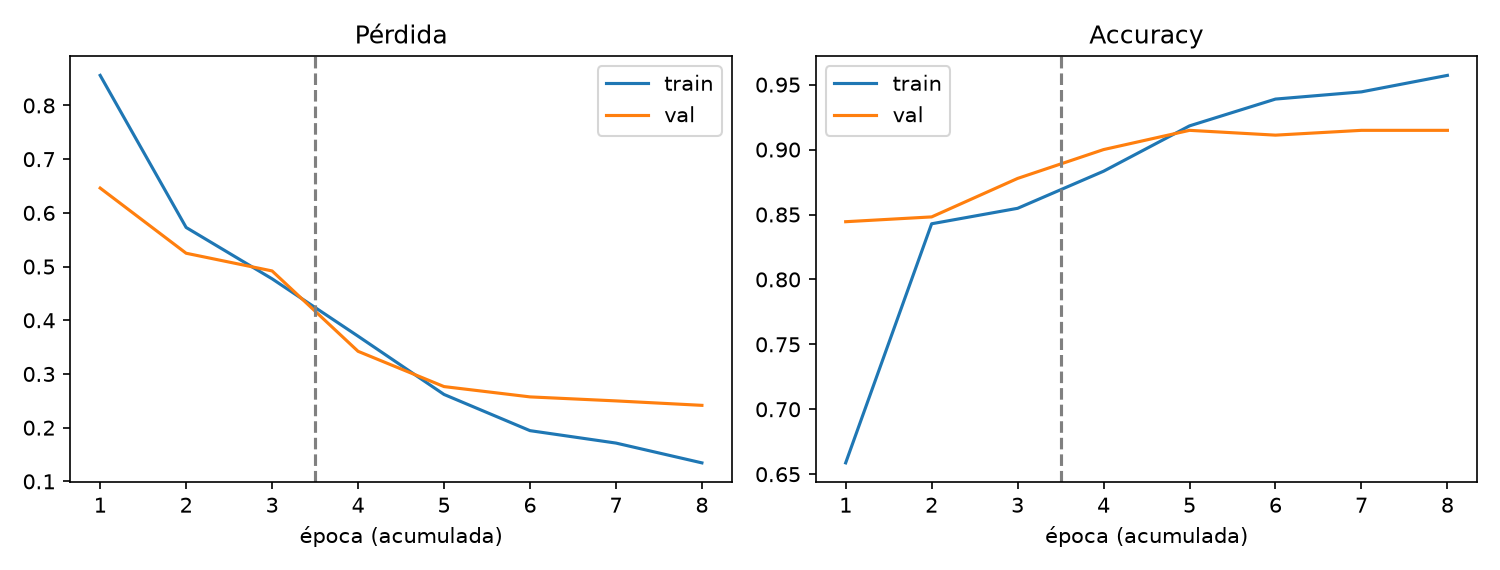 Pérdida
train
val
0.8
0.7
0.6
0.5
0.4
0.3
0.2
0.1
1 2 3 4 5 6 7 8
época (acumulada)
Accuracy
train
val
0.95
0.90
0.85
0.80
0.75
0.70
0.65
1 2 3 4 5 6 7 8
época (acumulada)